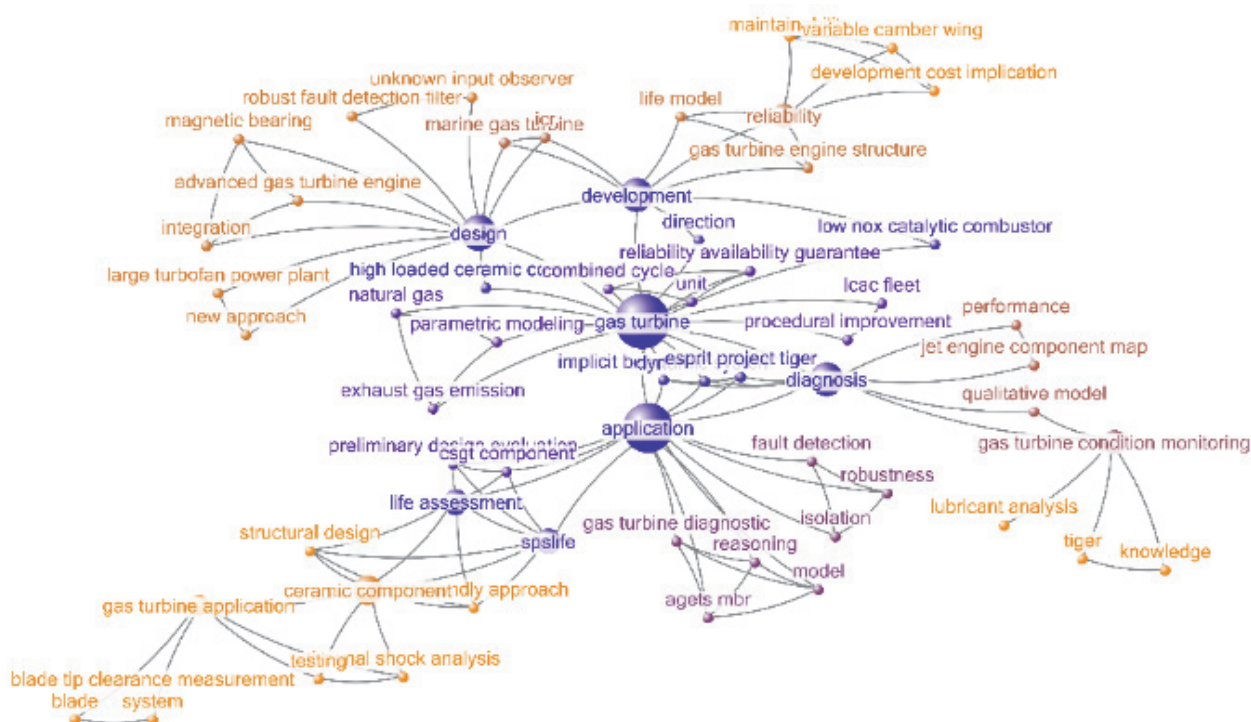 maintain
variable camber wing
development cost implication
unknown input observer
robust fault detection filter
life model
reliability
magnetic bearing
marine gas turbine
icr
gas turbine engine structure
advanced gas turbine engine
development
integration
design
direction
low nox catalytic combustor
reliability availability guarantee
large turbofan power plant
high loaded ceramic
combined cycle
unit
natural gas
lcac fleet
new approach
parametric modeling
gas turbine
procedural improvement
performance
implicit
esprit project tiger
jet engine component map
exhaust gas emission
diagnosis
qualitative model
application
preliminary design evaluation
csgt component
fault detection
gas turbine condition monitoring
robustness
life assessment
lubricant analysis
structural design
spslife
gas turbine diagnostic
isolation
reasoning
tiger
knowledge
ceramic component
approach
model
gas turbine application
agets mbr
testing
shock analysis
blade tip clearance measurement
blade
system